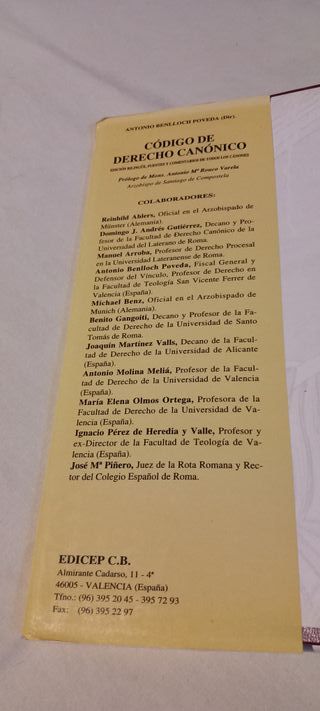 ANTONIO BENLLOCH POVEDA (Dir).
CÓDIGO DE
DERECHO CANÓNICO
EDICIÓN BILINGÜE, FUENTES Y COMENTARIOS DE TODOS LOS CÁNONES
Prólogo de Mons. Antonio Mª Rouco Varela
Arzobispo de Santiago de Compostela
COLABORADORES:
Reinhild Ahlers, Oficial en el Arzobispado de
Münster (Alemania).
Domingo J. Andrés Gutiérrez, Decano y Pro-
fesor de la Facultad de Derecho Canónico de la
Universidad del Laterano de Roma.
Manuel Arroba, Profesor de Derecho Procesal
en la Universidad Lateranense de Roma.
Antonio Benlloch Poveda, Fiscal General y
Defensor del Vínculo, Profesor de Derecho en
la Facultad de Teología San Vicente Ferrer de
Valencia (España).
Michael Benz, Oficial en el Arzobispado de
Munich (Alemania).
Benito Gangoiti, Decano y Profesor de la Fa-
cultad de Derecho de la Universidad de Santo
Tomás de Roma.
Joaquín Martínez Valls, Decano de la Facul-
tad de Derecho de la Universidad de Alicante
(España).
Antonio Molina Meliá, Profesor de la Facul-
tad de Derecho de la Universidad de Valencia
(España).
María Elena Olmos Ortega, Profesora de la
Facultad de Derecho de la Universidad de Va-
lencia (España).
Ignacio Pérez de Heredia y Valle, Profesor y
ex-Director de la Facultad de Teología de Va-
lencia (España).
José Mª Piñero, Juez de la Rota Romana y Rec-
tor del Colegio Español de Roma.
EDICEP C.B.
Almirante Cadarso, 11 - 4ª
46005 - VALENCIA (España)
Tfno.: (96) 395 20 45 - 395 72 93
Fax: (96) 395 22 97